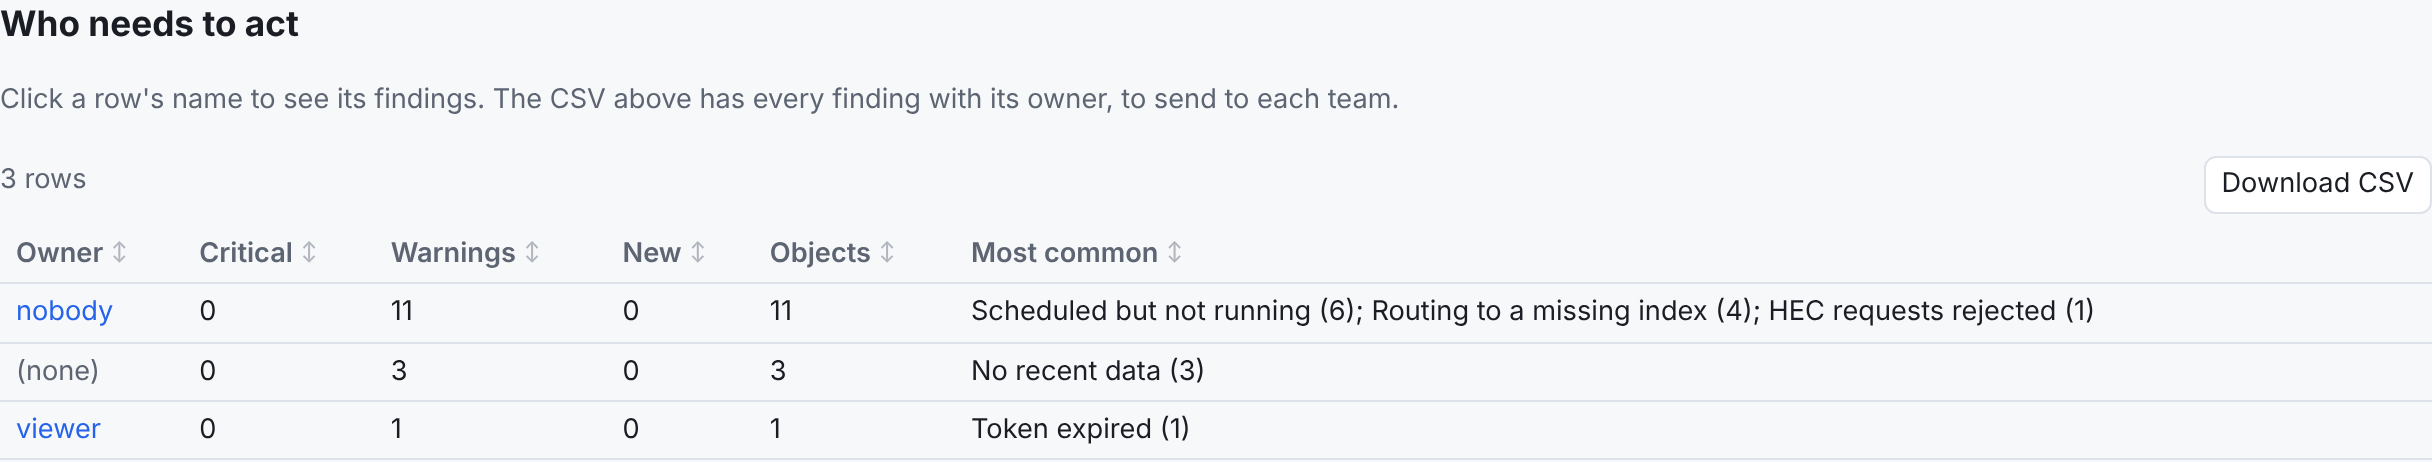 Who needs to act
Click a row's name to see its findings. The CSV above has every finding with its owner, to send to each team.
3 rows
Download CSV
Owner Critical Warnings New Objects Most common
nobody 0 11 0 11 Scheduled but not running (6); Routing to a missing index (4); HEC requests rejected (1)
(none) 0 3 0 3 No recent data (3)
viewer 0 1 0 1 Token expired (1)